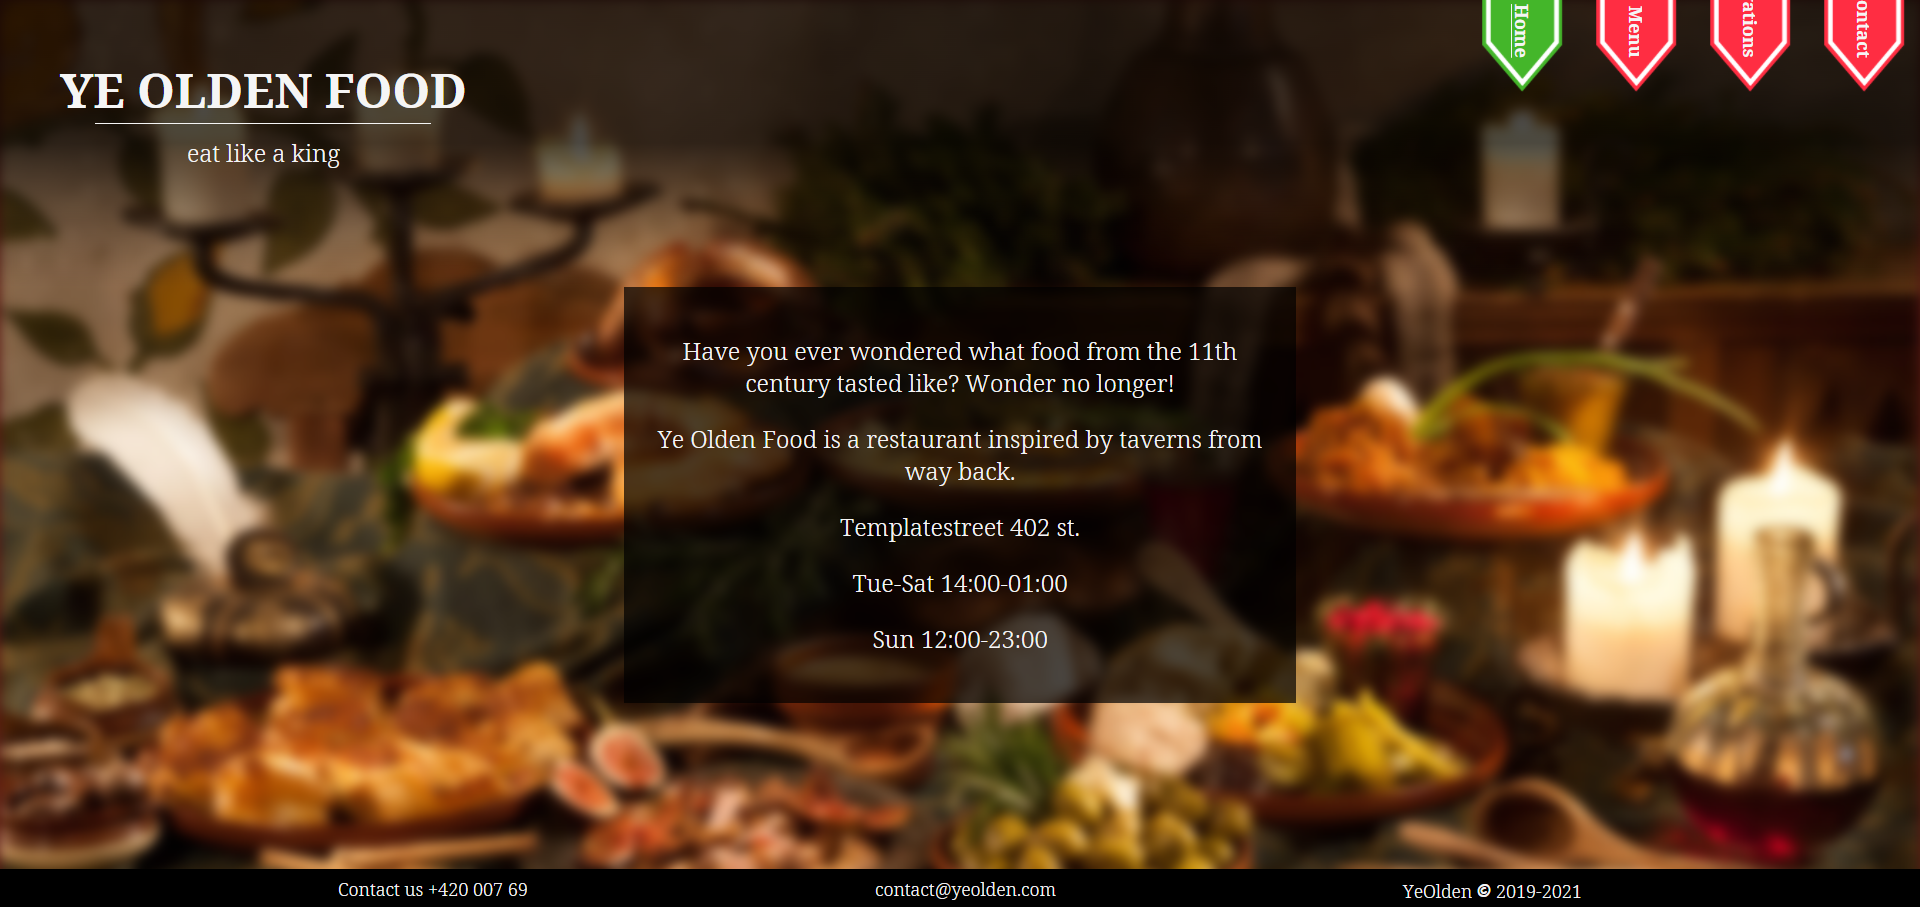 YE OLDEN FOOD
eat like a king
Home
Menu
Have you ever wondered what food from the 11th
century tasted like? Wonder no longer!
Ye Olden Food is a restaurant inspired by taverns from
way back.
Templatestreet 402 st.
Tue-Sat 14:00-01:00
Sun 12:00-23:00
Contact us +420 007 69
contact@yeolden.com
YeOlden © 2019-2021